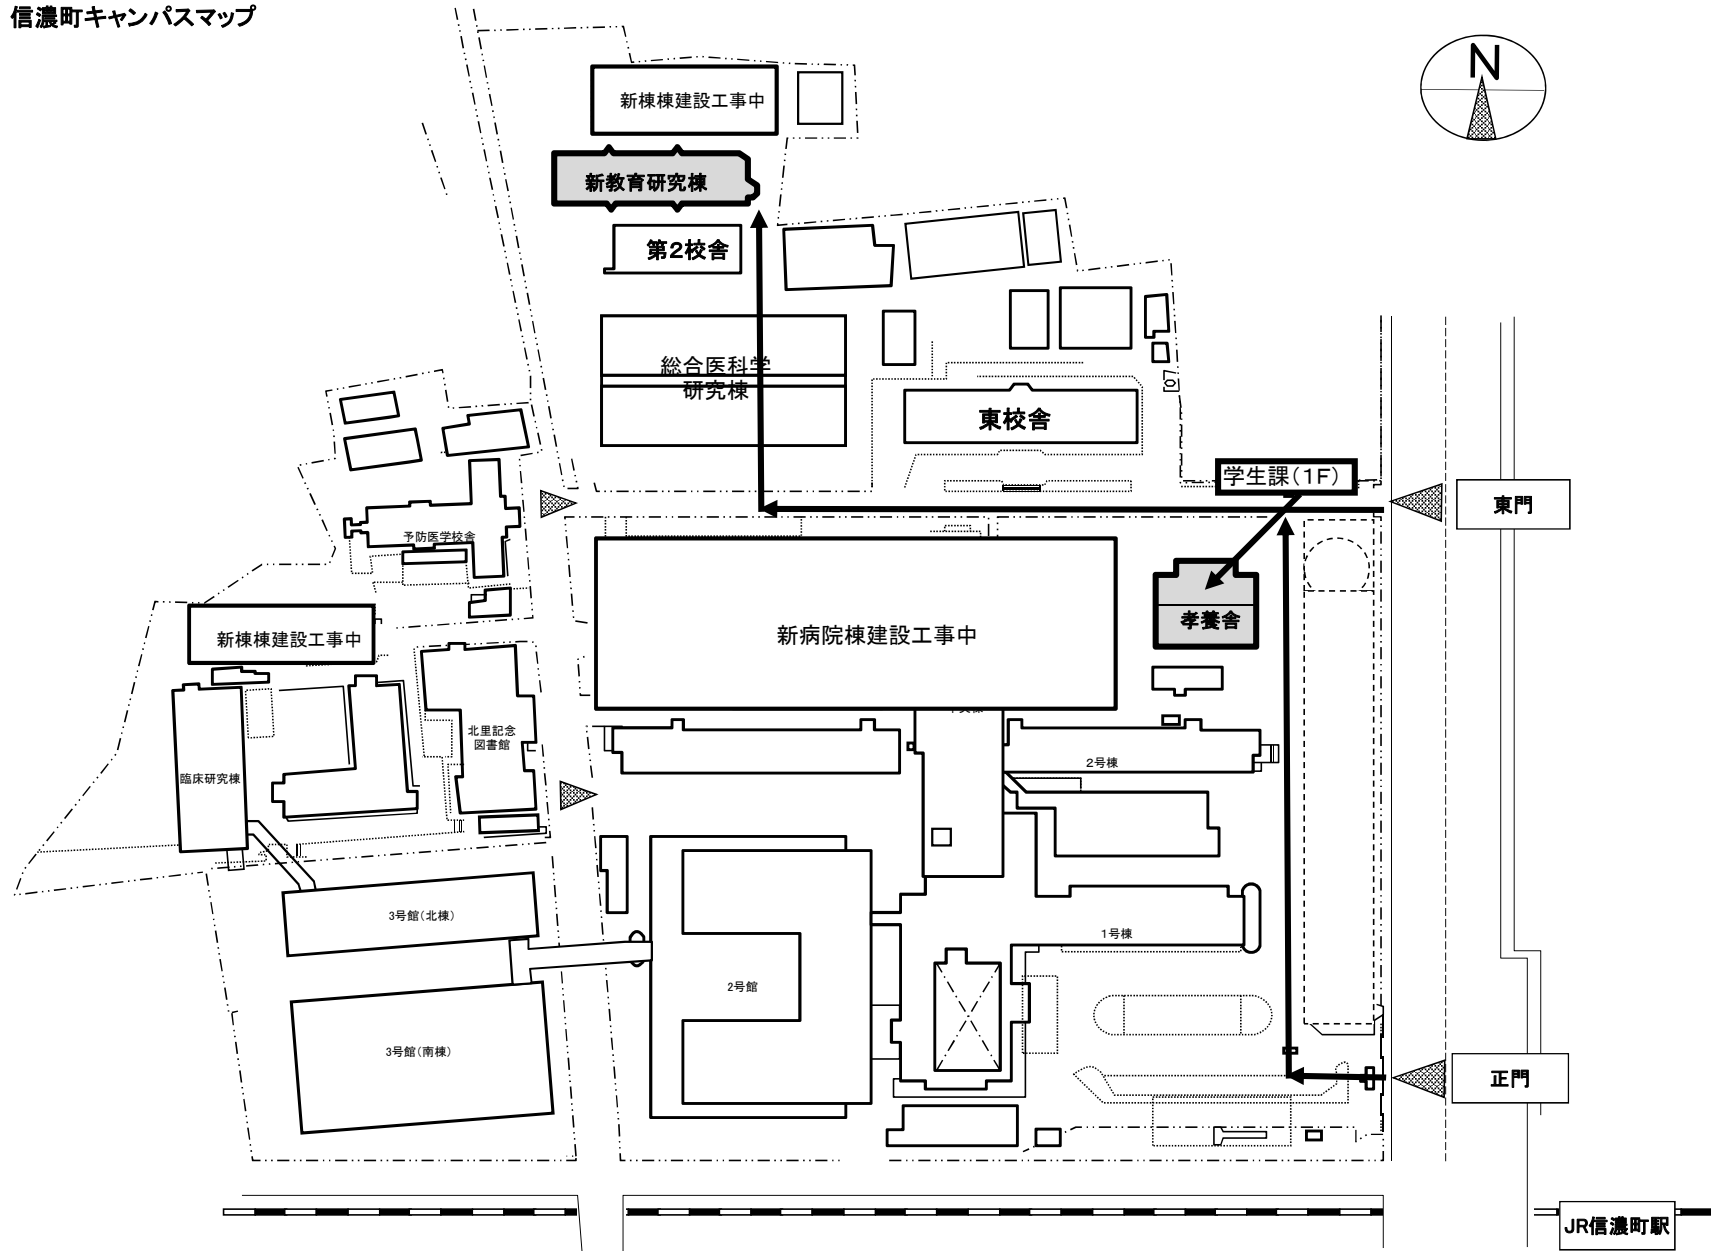 信濃町キャンパスマップ
N
新棟棟建設工事中
新教育研究棟
第2校舎
総合医科学
研究棟
東校舎
学生課(1F)
東門
予防医学校舎
孝養舎
新棟棟建設工事中
新病院棟建設工事中
北里記念
図書館
臨床研究棟
2号棟
3号館(北棟)
1号棟
2号館
3号館(南棟)
正門
JR信濃町駅